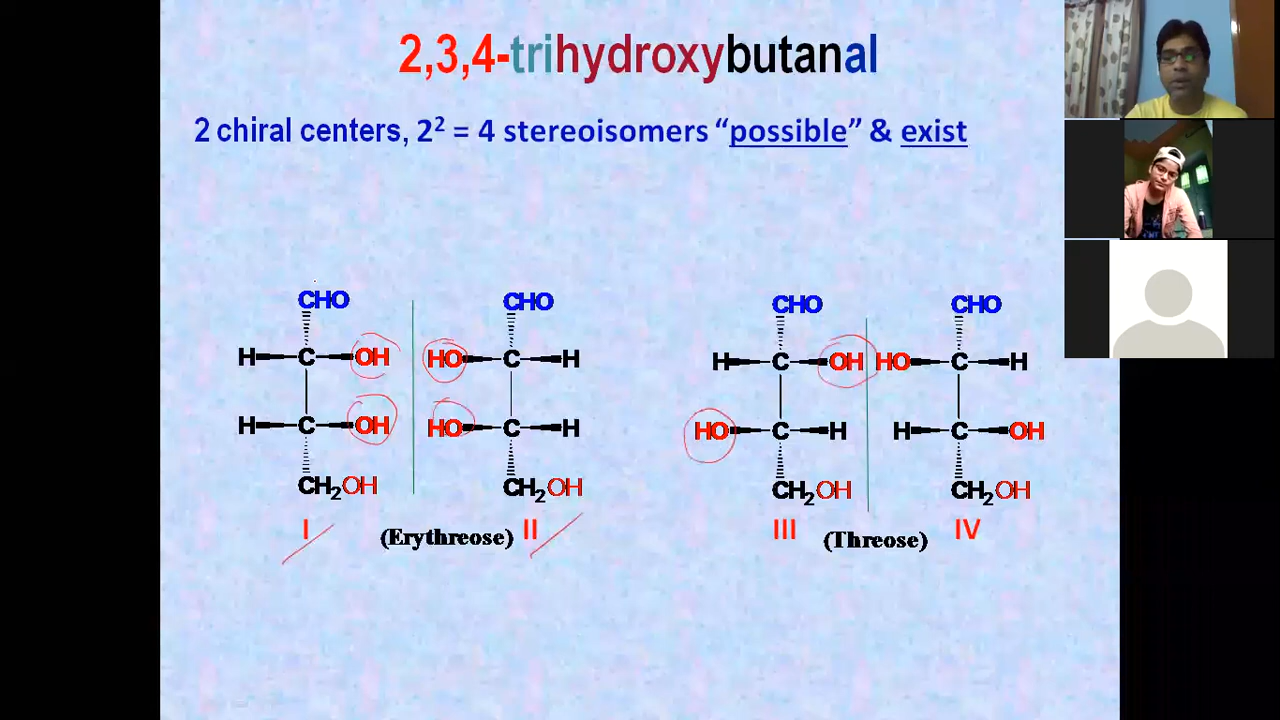 2,3,4-trihydroxybutanal
2 chiral centers, 2² = 4 stereoisomers “possible” & exist
CHO CHO CHO CHO
H C OH HO C H H C OH HO C H
H C OH HO C H HO C H H C OH
CH₂OH CH₂OH CH₂OH CH₂OH
I (Erythreose) II III (Threose) IV